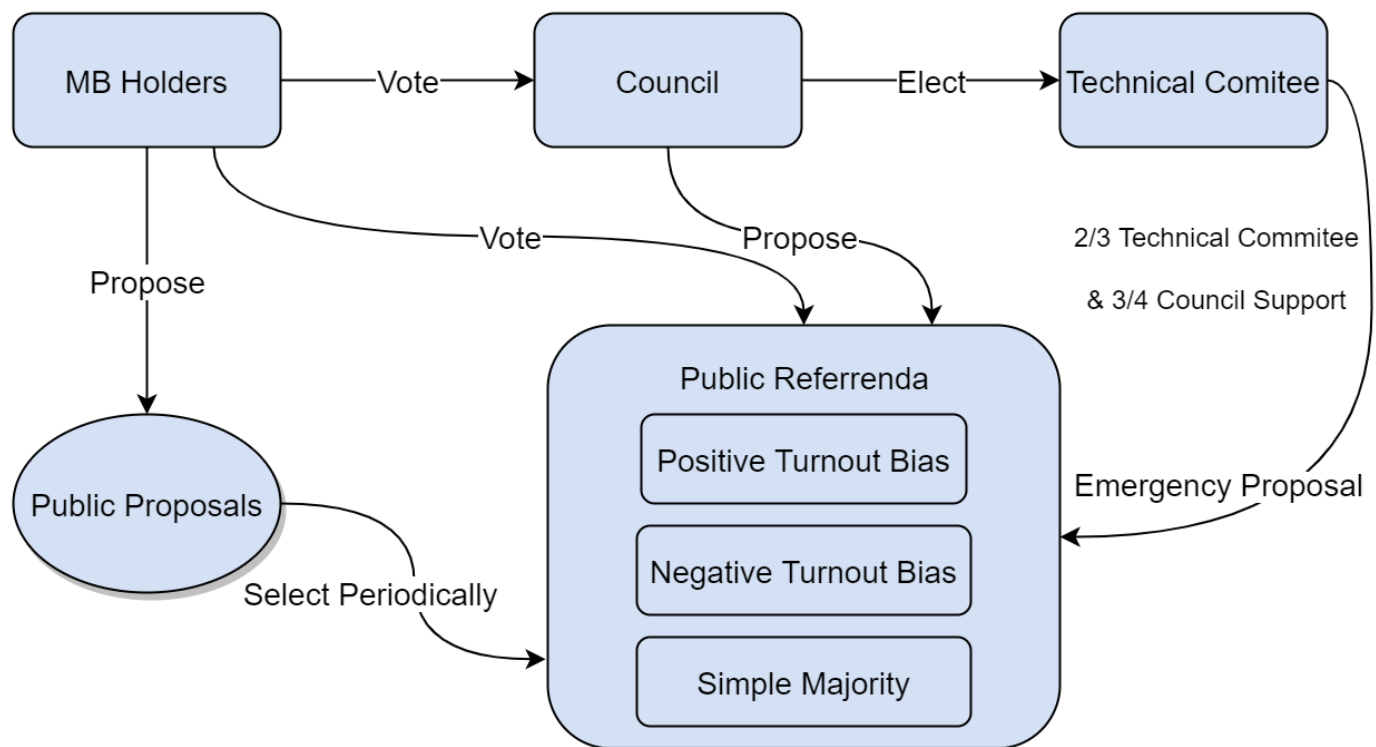 MB Holders
Vote
Council
Elect
Technical Comitee
Vote
Propose
2/3 Technical Commitee
& 3/4 Council Support
Propose
Public Referrenda
Positive Turnout Bias
Public Proposals
Emergency Proposal
Negative Turnout Bias
Select Periodically
Simple Majority